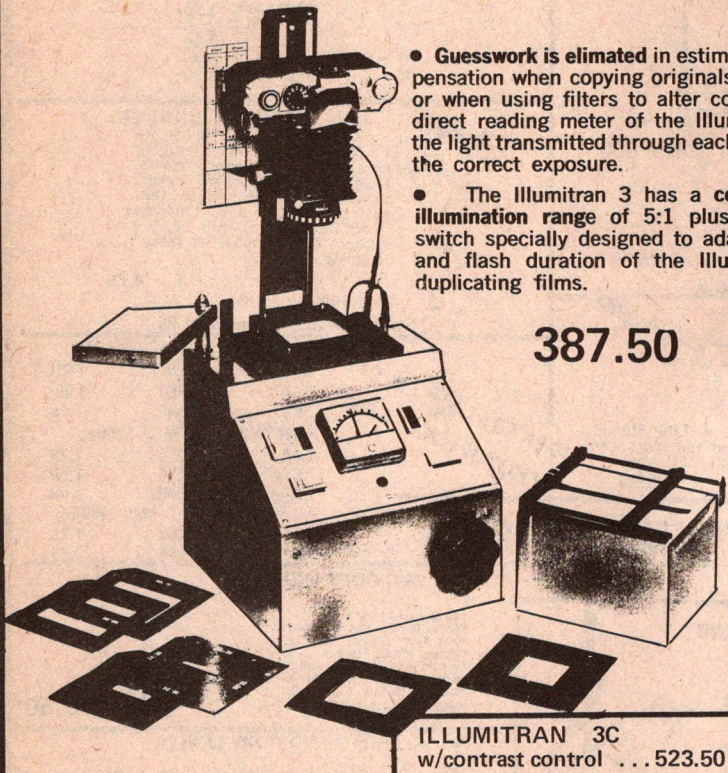 • Guesswork is elimated in estim
pensation when copying originals
or when using filters to alter co
direct reading meter of the Illu
the light transmitted through each
the correct exposure.
• The Illumitran 3 has a co
illumination range of 5:1 plus
switch specially designed to ada
and flash duration of the Illu
duplicating films.
387.50
ILLUMITRAN 3C
w/contrast control ... 523.50